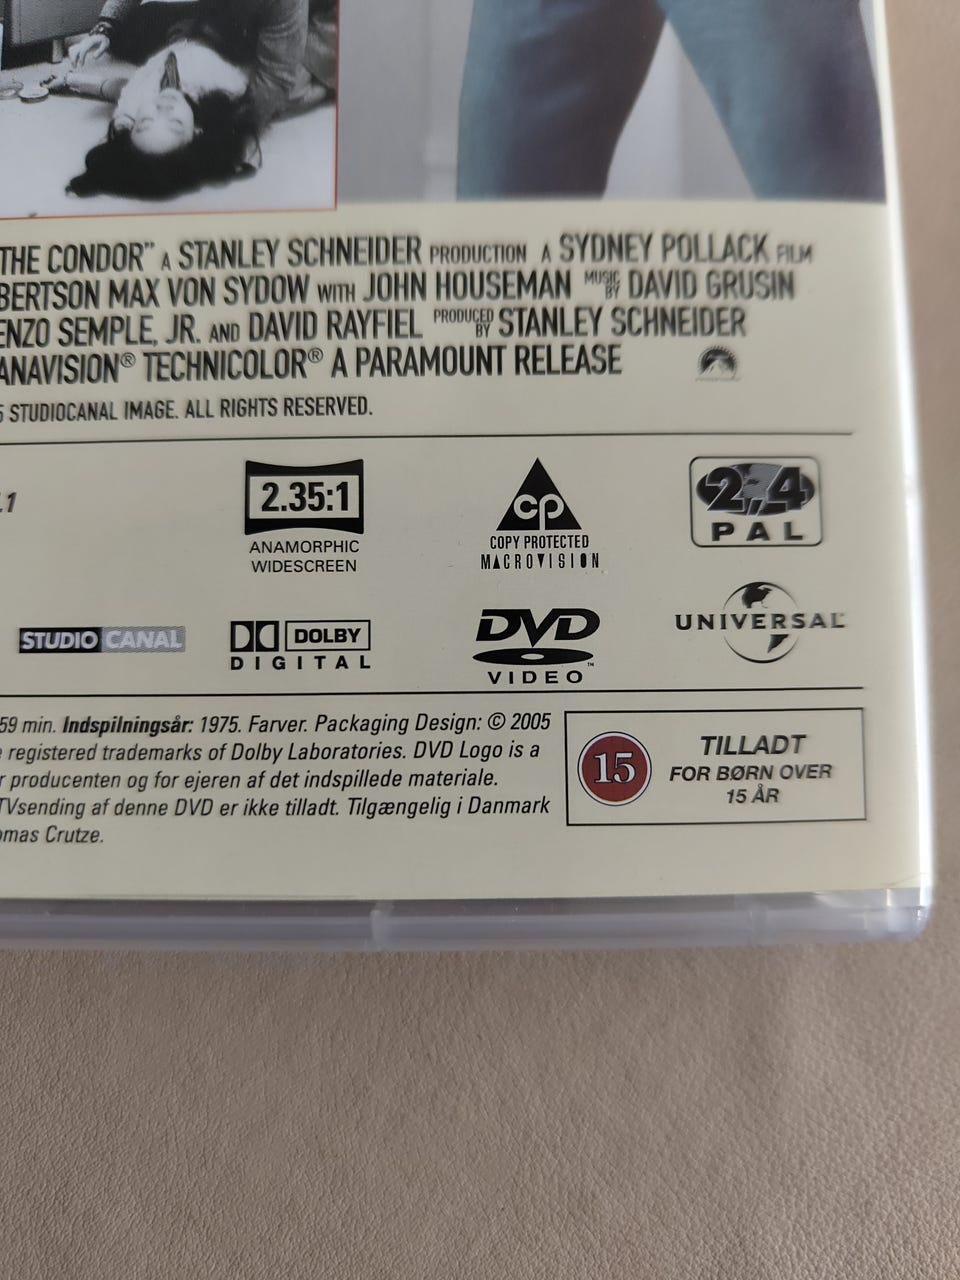 THE CONDOR" A STANLEY SCHNEIDER PRODUCTION A SYDNEY POLLACK FILM
BERTSON MAX VON SYDOW WITH JOHN HOUSEMAN MUSIC BY DAVID GRUSIN
ENZO SEMPLE, JR. AND DAVID RAYFIEL PRODUCED BY STANLEY SCHNEIDER
ANAVISION® TECHNICOLOR® A PARAMOUNT RELEASE
5 STUDIOCANAL IMAGE. ALL RIGHTS RESERVED.
.1
2.35:1
ANAMORPHIC
WIDESCREEN
cp
COPY PROTECTED
MACROVISION
2,4
PAL
STUDIO CANAL
DOLBY
DIGITAL
DVD
VIDEO
UNIVERSAL
59 min. Indspilningsår: 1975. Farver. Packaging Design: © 2005
e registered trademarks of Dolby Laboratories. DVD Logo is a
r producenten og for ejeren af det indspillede materiale.
TVsending af denne DVD er ikke tilladt. Tilgængelig i Danmark
omas Crutze.
15
TILLADT
FOR BØRN OVER
15 ÅR